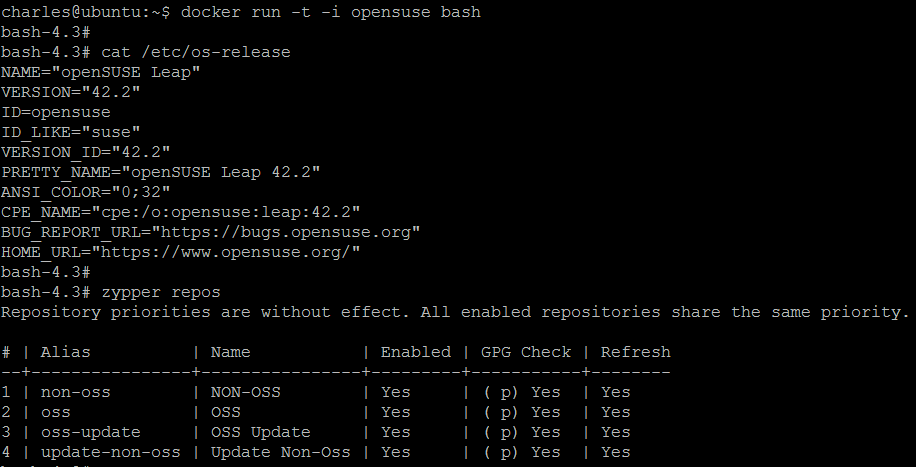 charles@ubuntu:~$ docker run -t -i opensuse bash
bash-4.3#
bash-4.3# cat /etc/os-release
NAME="openSUSE Leap"
VERSION="42.2"
ID=opensuse
ID_LIKE="suse"
VERSION_ID="42.2"
PRETTY_NAME="openSUSE Leap 42.2"
ANSI_COLOR="0;32"
CPE_NAME="cpe:/o:opensuse:leap:42.2"
BUG_REPORT_URL="https://bugs.opensuse.org"
HOME_URL="https://www.opensuse.org/"
bash-4.3#
bash-4.3# zypper repos
Repository priorities are without effect. All enabled repositories share the same priority.

# | Alias          | Name           | Enabled | GPG Check | Refresh
--+----------------+----------------+---------+-----------+--------
1 | non-oss        | NON-OSS        | Yes     | ( p) Yes  | Yes
2 | oss            | OSS            | Yes     | ( p) Yes  | Yes
3 | oss-update     | OSS Update     | Yes     | ( p) Yes  | Yes
4 | update-non-oss | Update Non-Oss | Yes     | ( p) Yes  | Yes